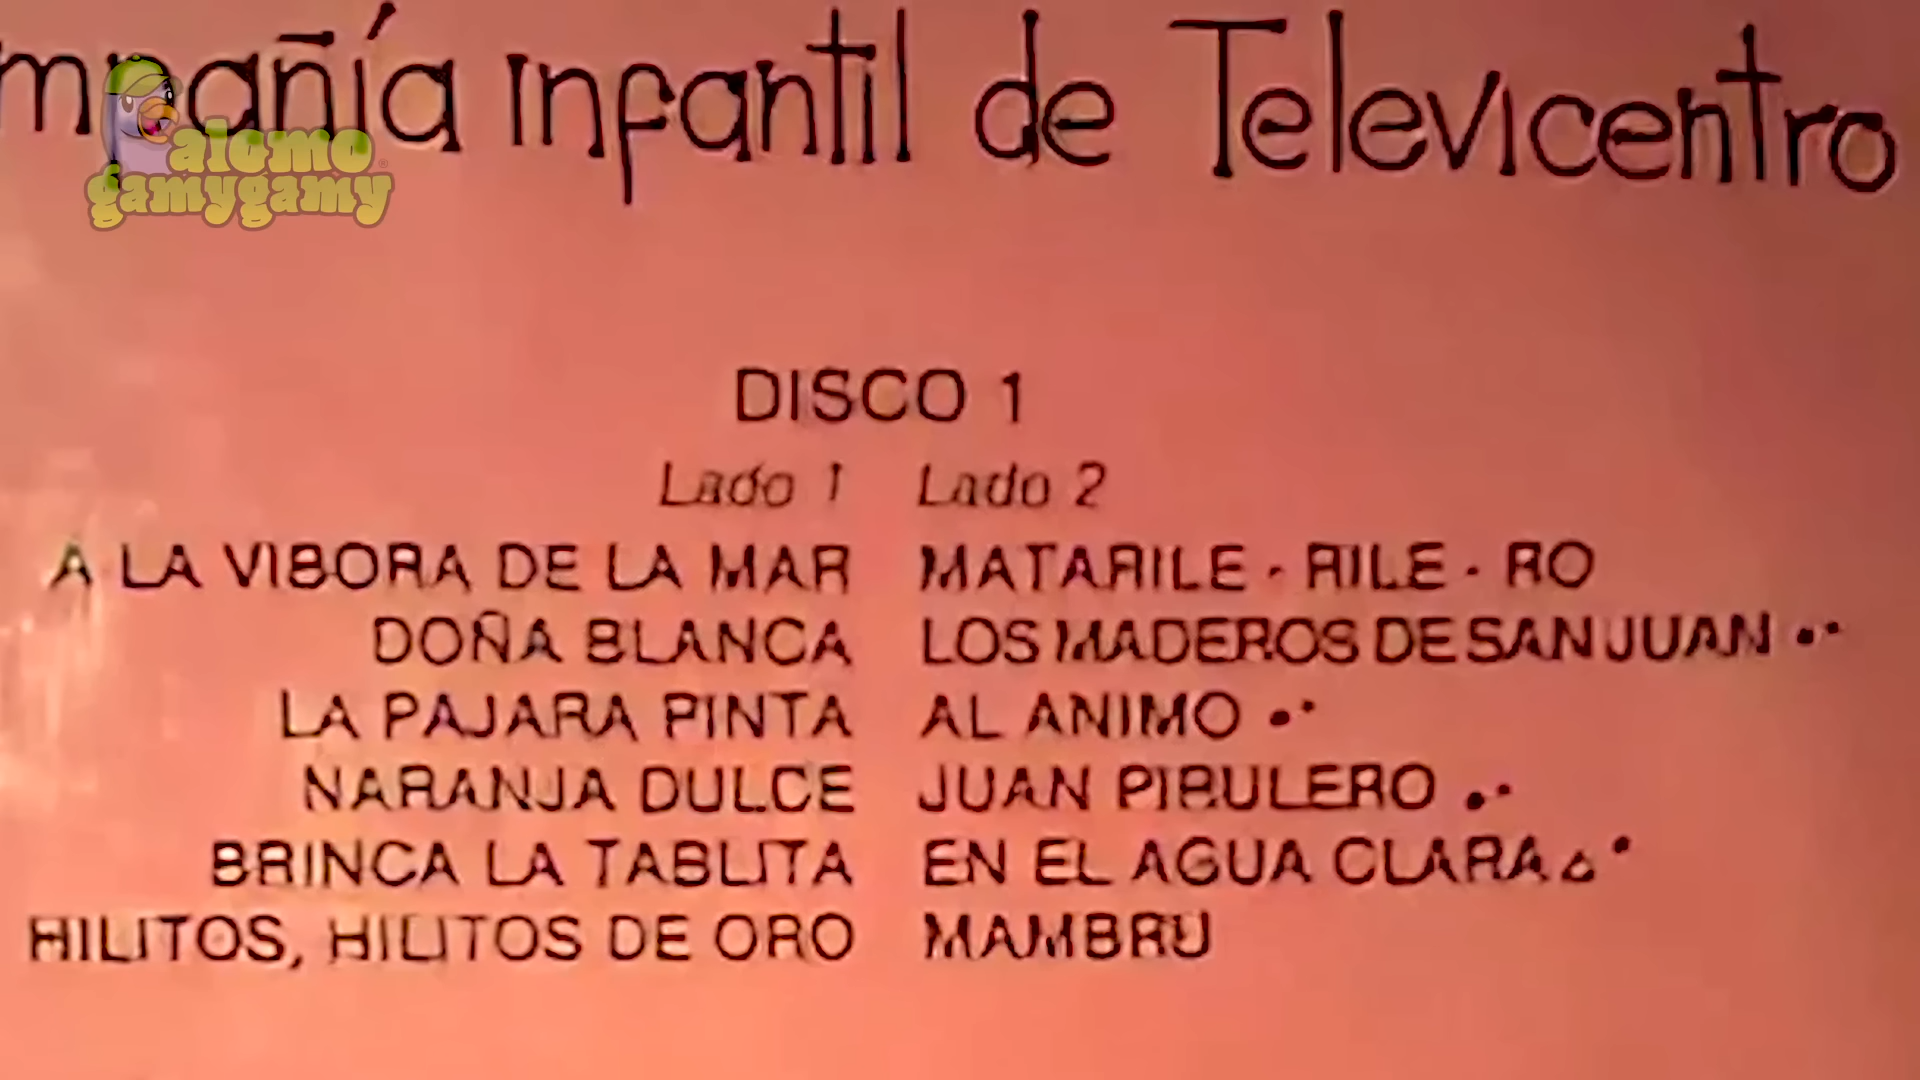 mpañía infantil de Televicentro
alomo
gamygamy
DISCO 1
Lado 1 Lado 2
A LA VIBORA DE LA MAR MATARILE - RILE - RO
DOÑA BLANCA LOS MADEROS DE SAN JUAN
LA PAJARA PINTA AL ANIMO
NARANJA DULCE JUAN PIRULERO
BRINCA LA TABLITA EN EL AGUA CLARA
HILITOS, HILITOS DE ORO MAMBRU